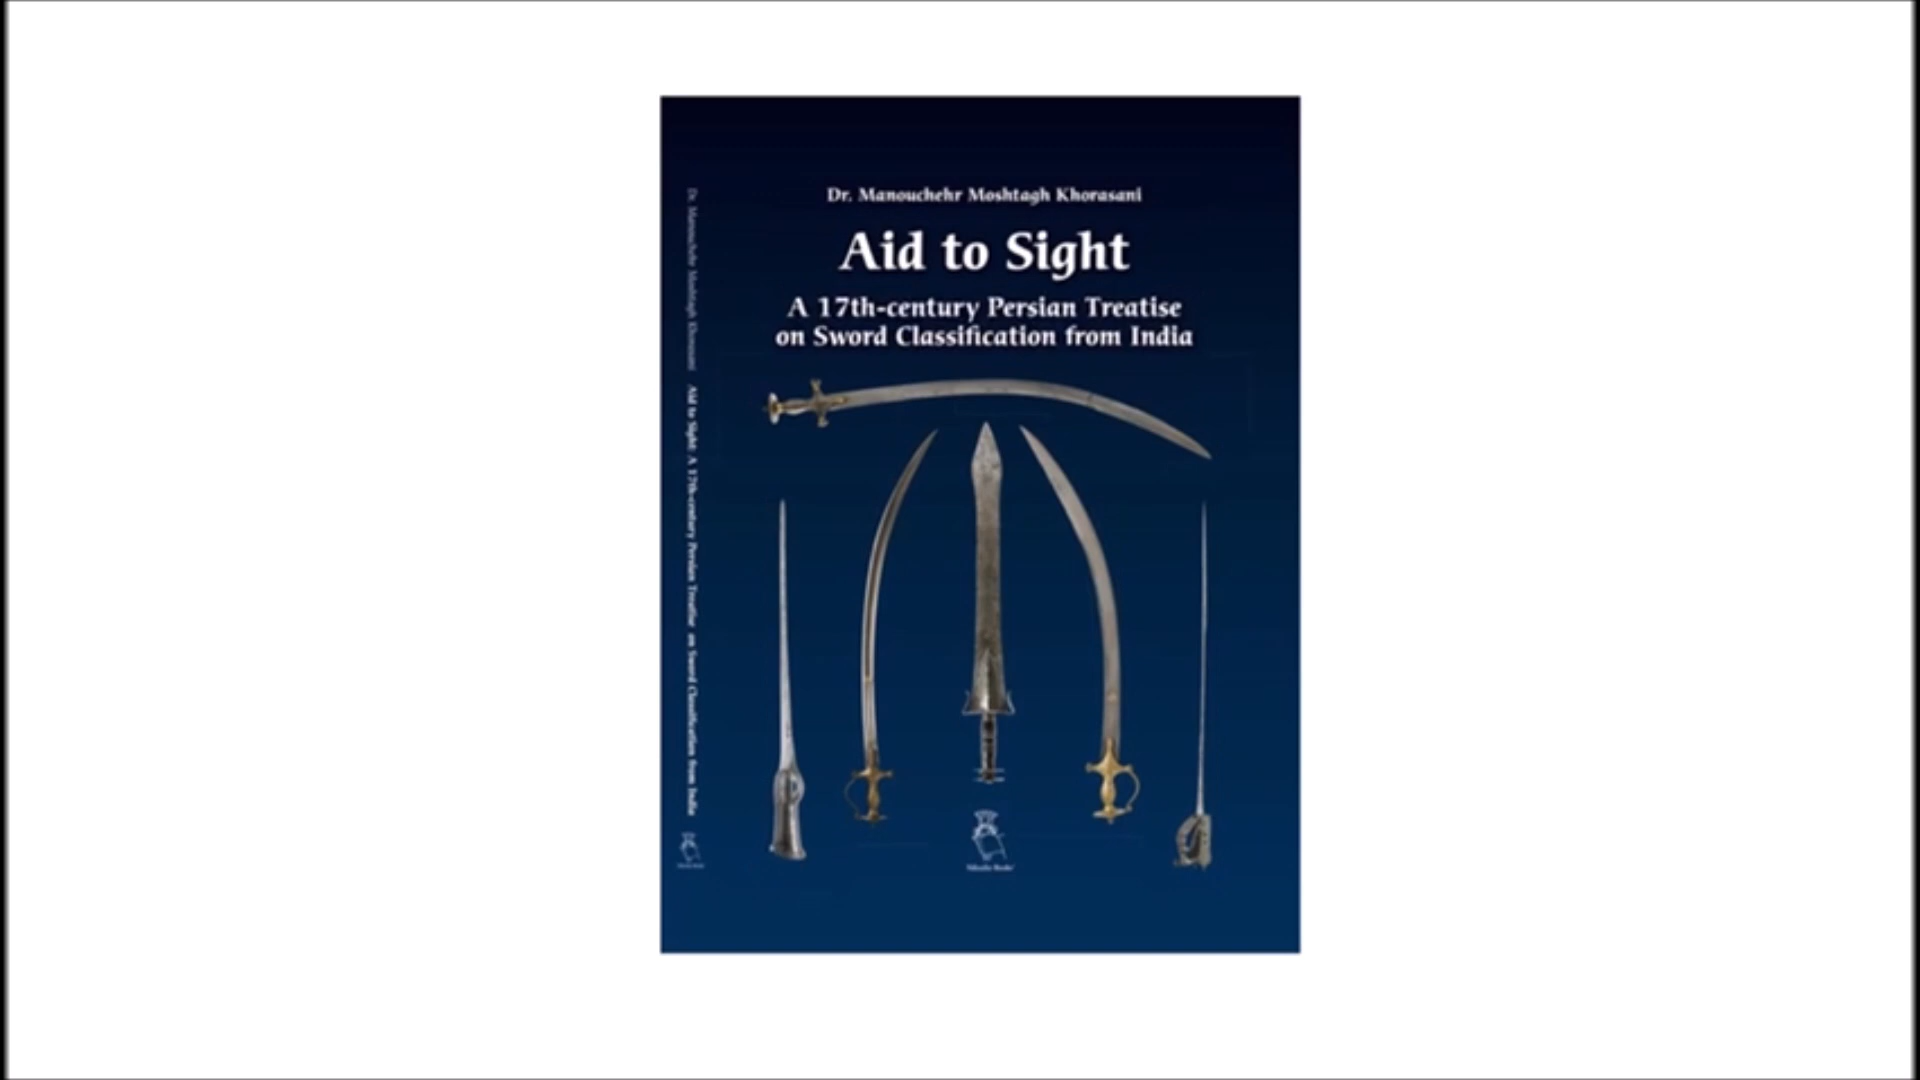 Dr. Manouchehr Moshtagh Khorasani
Aid to Sight
A 17th-century Persian Treatise
on Sword Classification from India
Dr. Manouchehr Moshtagh Khorasani Aid to Sight: A 17th-century Persian Treatise on Sword Classification from India